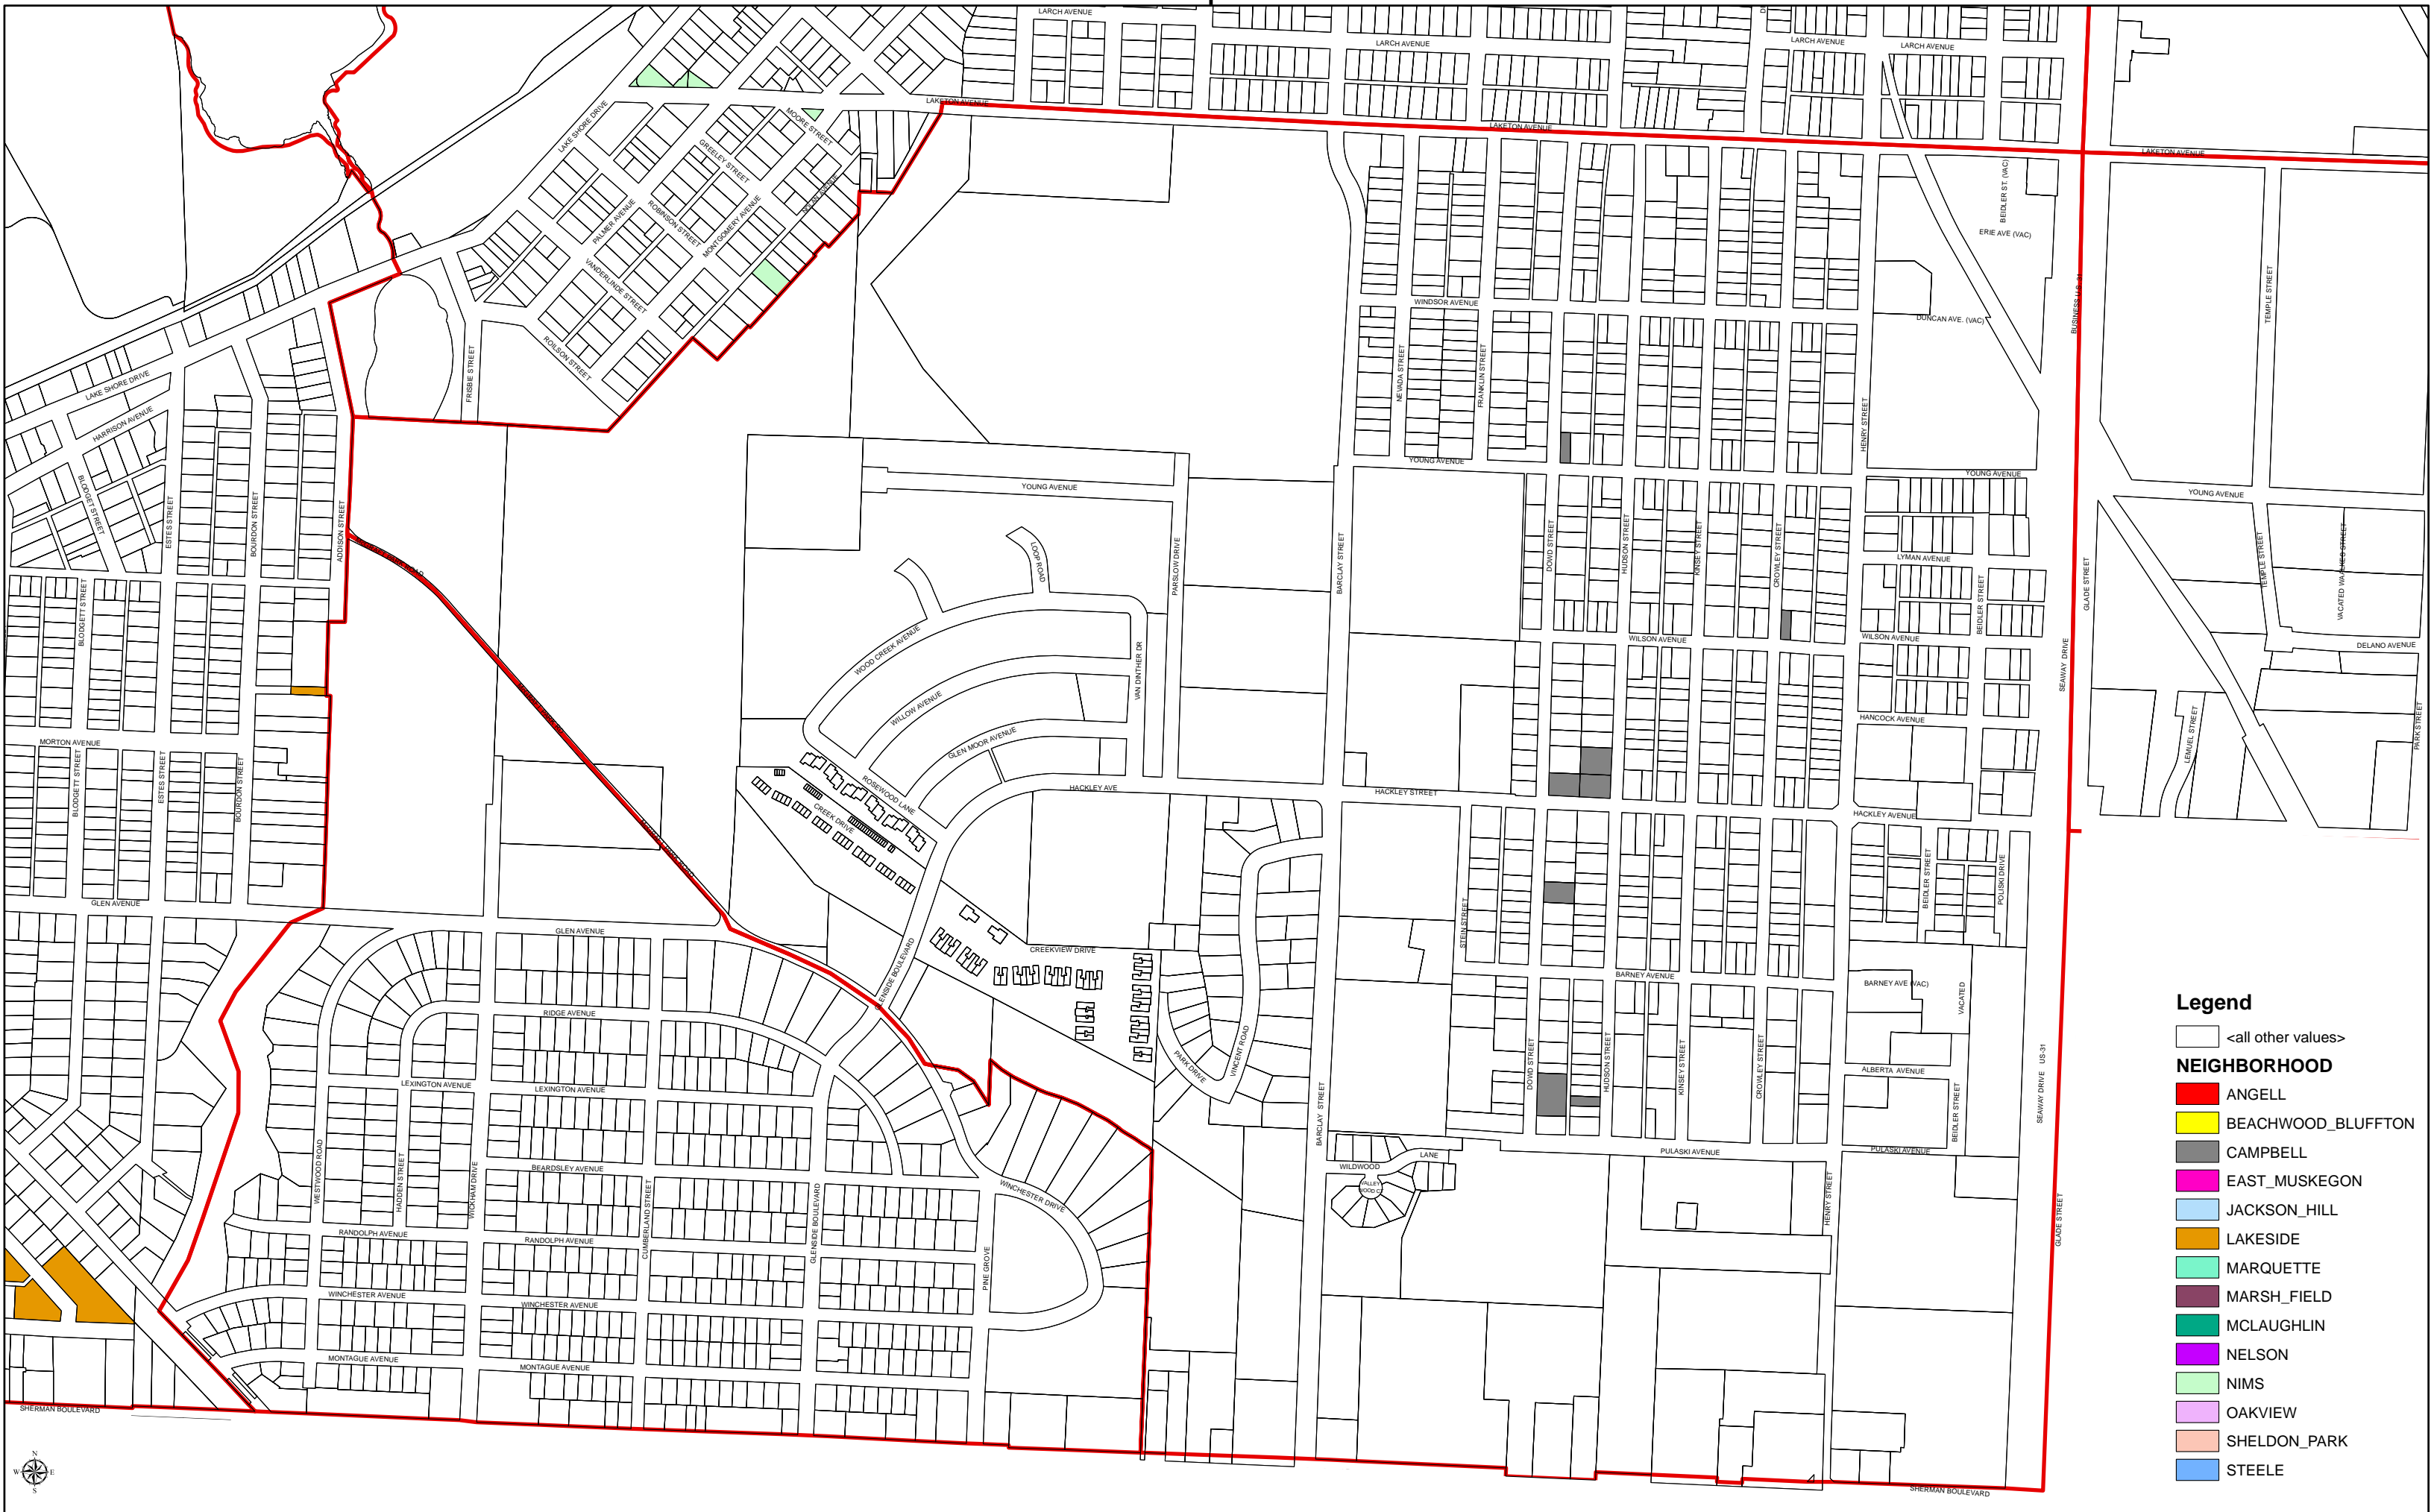 LARCH AVENUE
LARCH AVENUE
LARCH AVENUE
LARCH AVENUE
LAKETON AVENUE
LAKETON AVENUE
LAKETON AVENUE
LAKE SHORE DRIVE
MOORE STREET
GREELEY STREET
NOLAN AVENUE
PALMER AVENUE
ROBINSON STREET
MONTGOMERY AVENUE
VANDERLINDE STREET
ROILSON STREET
FRISBIE STREET
BEIDLER ST. (VAC)
ERIE AVE (VAC)
DUNCAN AVE. (VAC)
BUSINESS U.S. 31
TEMPLE STREET
WINDSOR AVENUE
NEVADA STREET
FRANKLIN STREET
HENRY STREET
LAKE SHORE DRIVE
HARRISON AVENUE
BLODGETT STREET
ESTES STREET
BOURDON STREET
ADDISON STREET
YOUNG AVENUE
YOUNG AVENUE
YOUNG AVENUE
YOUNG AVENUE
LOOP ROAD
PARSLOW DRIVE
BARCLAY STREET
DOWD STREET
HUDSON STREET
KINSEY STREET
CROWLEY STREET
LYMAN AVENUE
BEIDLER STREET
GLADE STREET
TEMPLE STREET
DELANO AVENUE
BLODGETT STREET
WOOD CREEK AVENUE
WILLOW AVENUE
GLEN MOOR AVENUE
VAN DINTHER DR
WILSON AVENUE
WILSON AVENUE
SEAWAY DRIVE
HANCOCK AVENUE
LEMUEL STREET
PARK STREET
MORTON AVENUE
BLODGETT STREET
ESTES STREET
BOURDON STREET
ROSEWOOD LANE
CREEK DRIVE
HACKLEY AVE
HACKLEY STREET
HACKLEY AVENUE
GLEN AVENUE
GLEN AVENUE
GLENSIDE BOULEVARD
CREEKVIEW DRIVE
STEIN STREET
BEIDLER STREET
POLISKI DRIVE
BARNEY AVENUE
BARNEY AVE (VAC)
VACATED
RIDGE AVENUE
PARK DRIVE
VINCENT ROAD
BARCLAY STREET
DOWD STREET
HUDSON STREET
KINSEY STREET
CROWLEY STREET
ALBERTA AVENUE
BEIDLER STREET
SEAWAY DRIVE US-31
LEXINGTON AVENUE
LEXINGTON AVENUE
WESTWOOD ROAD
HADDEN STREET
WICKHAM DRIVE
BEARDSLEY AVENUE
CUMBERLAND STREET
GLENSIDE BOULEVARD
WINCHESTER DRIVE
PINE GROVE
WILDWOOD
LANE
VALLEY
WOOD CT
PULASKI AVENUE
PULASKI AVENUE
HENRY STREET
GLADE STREET
RANDOLPH AVENUE
RANDOLPH AVENUE
WINCHESTER AVENUE
WINCHESTER AVENUE
MONTAGUE AVENUE
MONTAGUE AVENUE
SHERMAN BOULEVARD
SHERMAN BOULEVARD
N
W E
S
Legend
<all other values>
NEIGHBORHOOD
ANGELL
BEACHWOOD_BLUFFTON
CAMPBELL
EAST_MUSKEGON
JACKSON_HILL
LAKESIDE
MARQUETTE
MARSH_FIELD
MCLAUGHLIN
NELSON
NIMS
OAKVIEW
SHELDON_PARK
STEELE